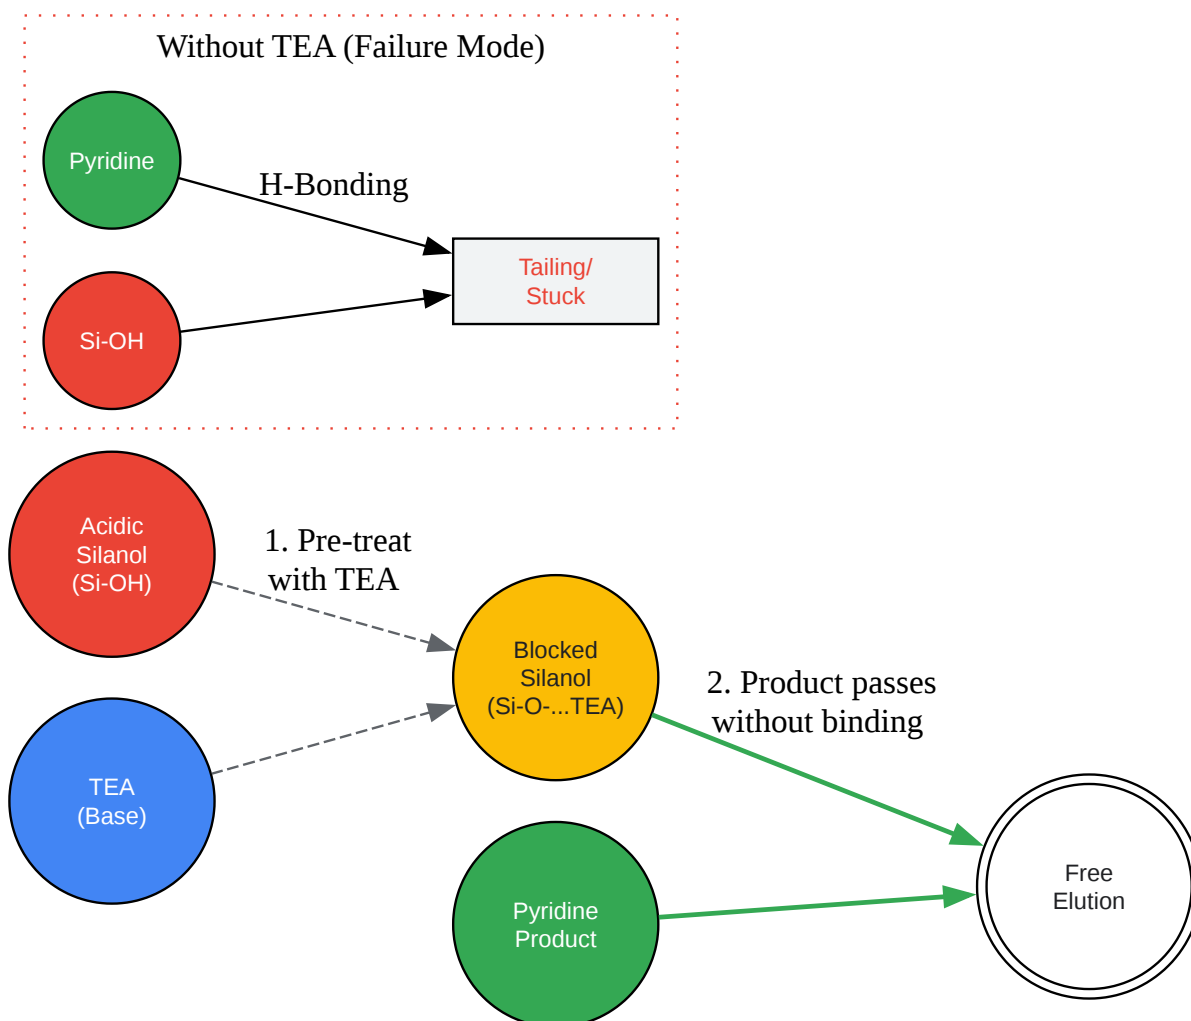 Without TEA (Failure Mode)
Pyridine
H-Bonding
Tailing/
Stuck
Si-OH
Acidic
Silanol
(Si-OH)
1. Pre-treat
with TEA
Blocked
Silanol
(Si-O-...TEA)
2. Product passes
without binding
TEA
(Base)
Pyridine
Product
Free
Elution